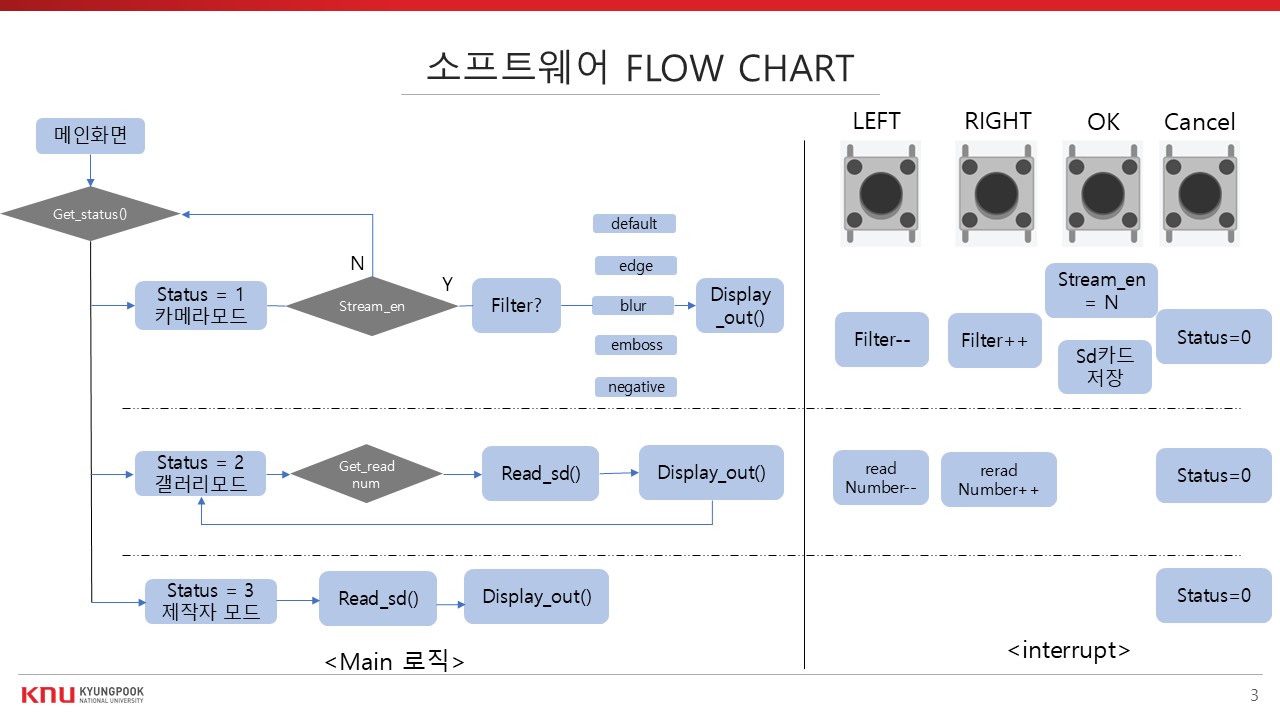 소프트웨어 FLOW CHART
메인화면
Get_status()
N
Y
Status = 1
카메라모드
Stream_en
Filter?
default
edge
blur
emboss
negative
Display
_out()
Status = 2
갤러리모드
Get_read
num
Read_sd()
Display_out()
Status = 3
제작자 모드
Read_sd()
Display_out()
<Main 로직>
LEFT
RIGHT
OK
Cancel
Filter--
Filter++
Stream_en
= N
Sd카드
저장
Status=0
read
Number--
rerad
Number++
Status=0
Status=0
<interrupt>
KNU KYUNGPOOK
NATIONAL UNIVERSITY
3